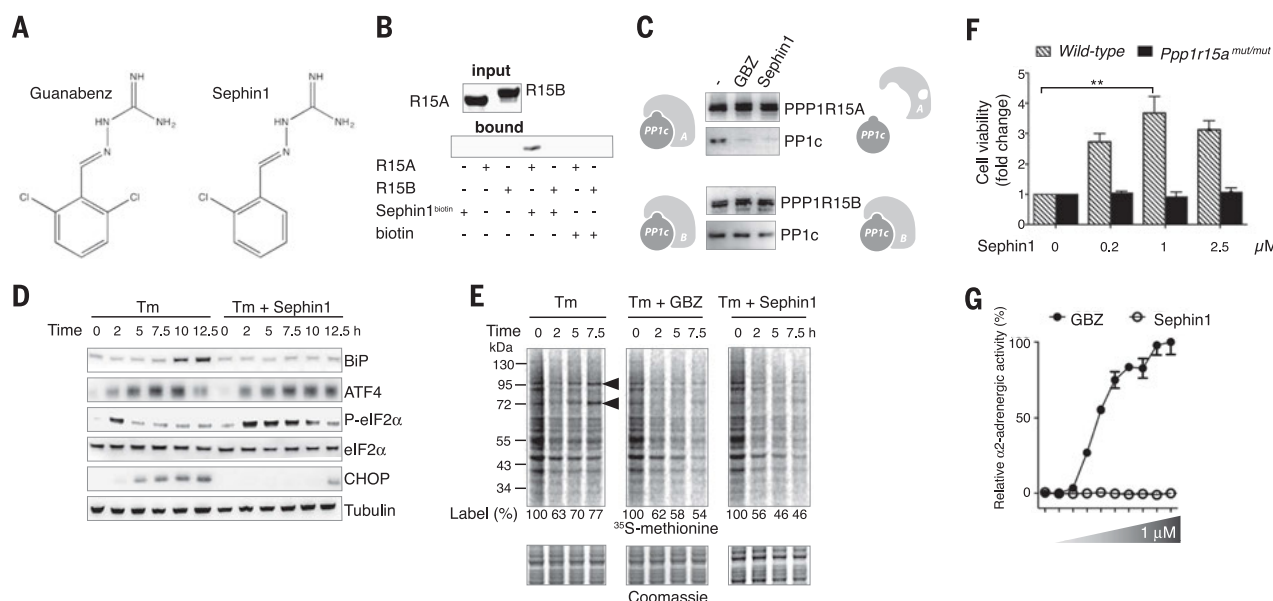 A
Guanabenz
Sephin1
NH
HN
NH2
N
Cl
Cl
NH
HN
NH2
N
Cl
B
input
R15A
R15B
bound
R15A - + - + - + -
R15B - - + - + - +
Sephin1biotin + - - + + - -
biotin - - - - - + +
C
- GBZ Sephin1
PP1c A
PPP1R15A
PP1c
A
PP1c
PP1c B
PPP1R15B
PP1c
PP1c B
D
Tm Tm + Sephin1
Time 0 2 5 7.5 10 12.5 0 2 5 7.5 10 12.5 h
BiP
ATF4
P-eIF2α
eIF2α
CHOP
Tubulin
E
Tm Tm + GBZ Tm + Sephin1
Time 0 2 5 7.5 0 2 5 7.5 0 2 5 7.5 h
kDa
130
95
72
55
43
34
Label (%) 100 63 70 77 100 62 58 54 100 56 46 46
35S-methionine
Coomassie
F
Wild-type Ppp1r15a mut/mut
**
Cell viability
(fold change)
5
4
3
2
1
0
Sephin1 0 0.2 1 2.5 μM
G
GBZ Sephin1
Relative α2-adrenergic activity (%)
100
50
0
1 μM